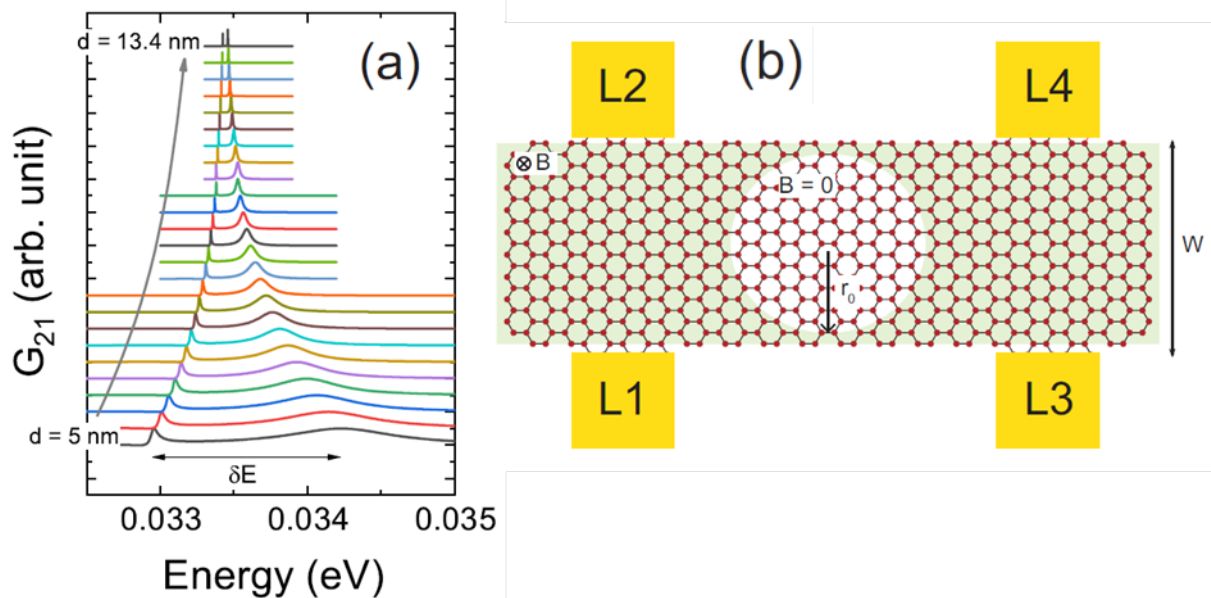 (a)
d = 13.4 nm
G21 (arb. unit)
d = 5 nm
δE
0.033 0.034 0.035
Energy (eV)
(b)
L2 L4
⊗ B
B = 0
r0
W
L1 L3